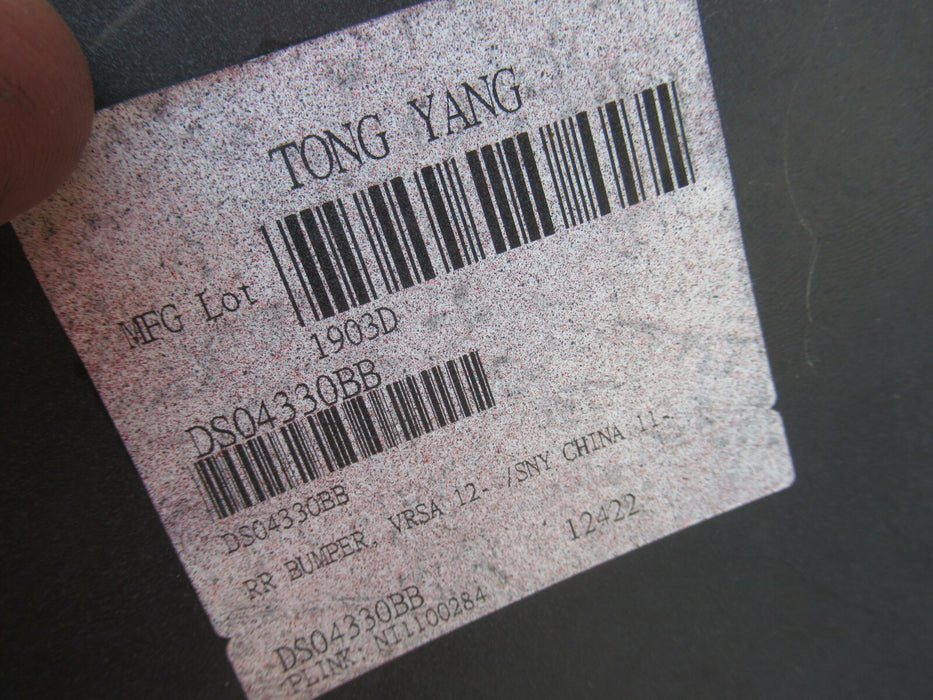 TONG YANG
MFG Lot
1903D
DS04330BB
DS04330BB
RR BUMPER, VRSA 12- /SNY CHINA 11-
12422
DS04330BB
PLINK: NI1100284